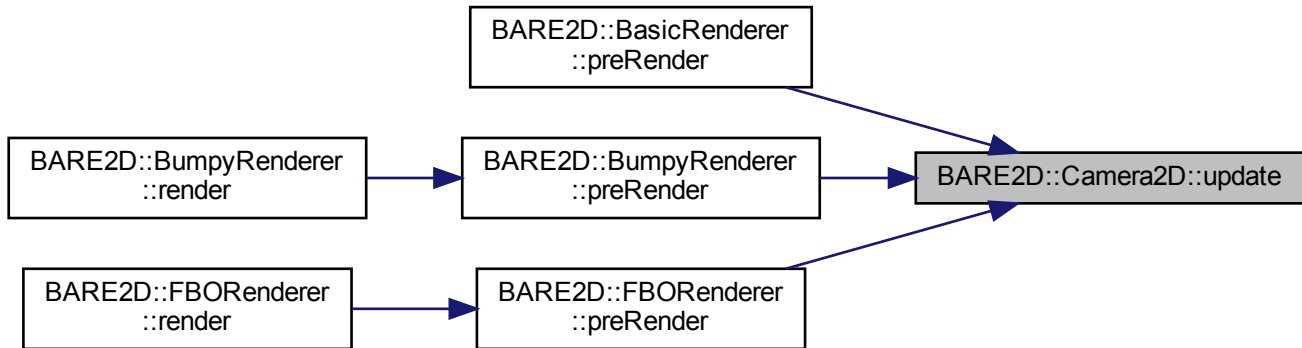 BARE2D::BasicRenderer
::preRender
BARE2D::BumpyRenderer
::render
BARE2D::BumpyRenderer
::preRender
BARE2D::Camera2D::update
BARE2D::FBORenderer
::render
BARE2D::FBORenderer
::preRender